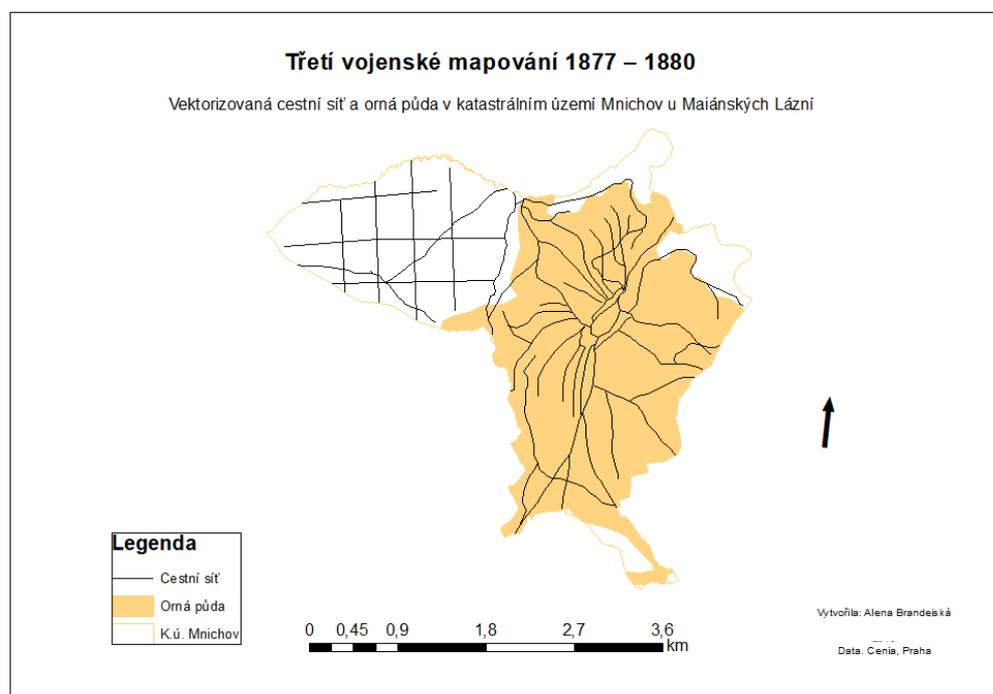 Třetí vojenské mapování 1877 – 1880
Vektorizovaná cestní síť a orná půda v katastrálním území Mnichov u Maiánských Lázní
Legenda
Cestní síť
Orná půda
K.ú. Mnichov
0 0,45 0,9 1,8 2,7 3,6
km
Vytvořila: Alena Brandejská
Data. Cenia, Praha